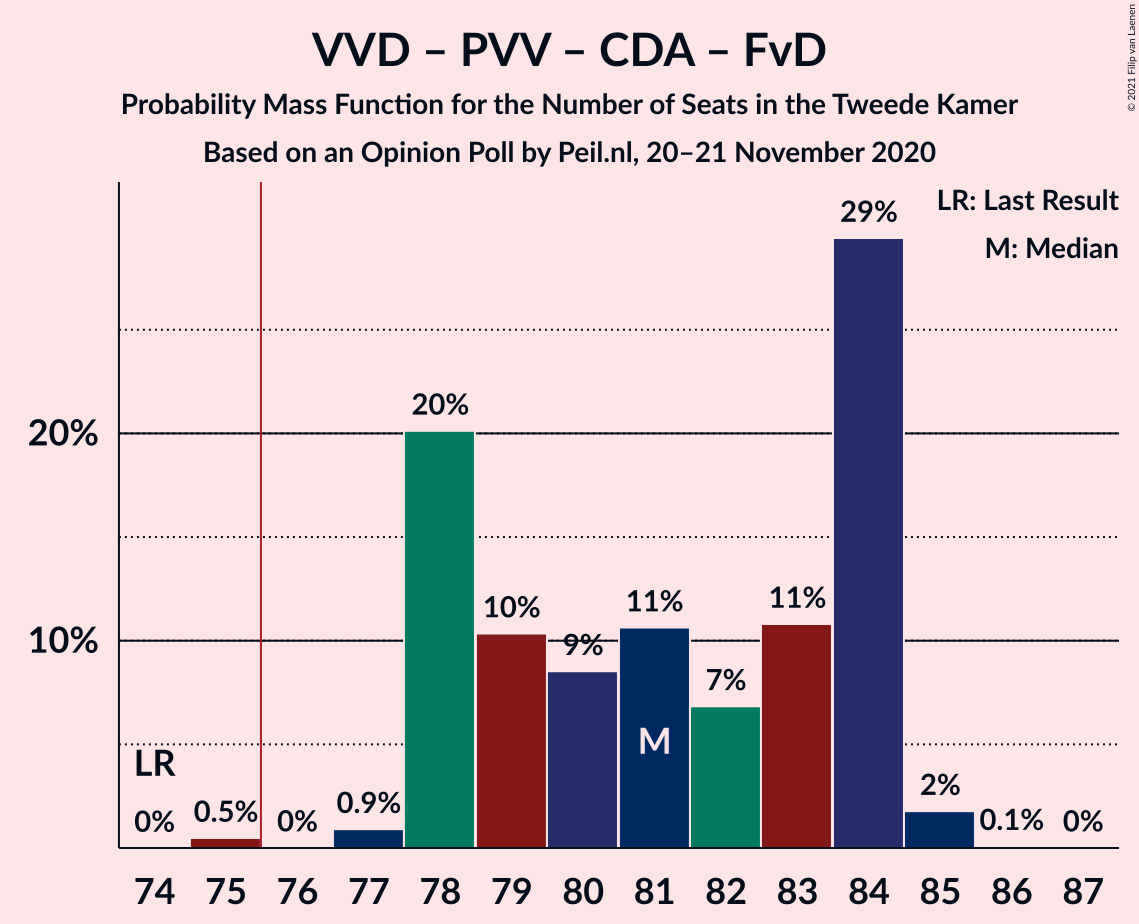 VVD – PVV – CDA – FvD
Probability Mass Function for the Number of Seats in the Tweede Kamer
Based on an Opinion Poll by Peil.nl, 20–21 November 2020
© 2021 Filip van Laenen
LR: Last Result
M: Median
29%
20%
20%
10%
9%
11%
7%
11%
10%
M
LR
0%
0.5%
0%
0.9%
2%
0.1%
0%
74 75 76 77 78 79 80 81 82 83 84 85 86 87